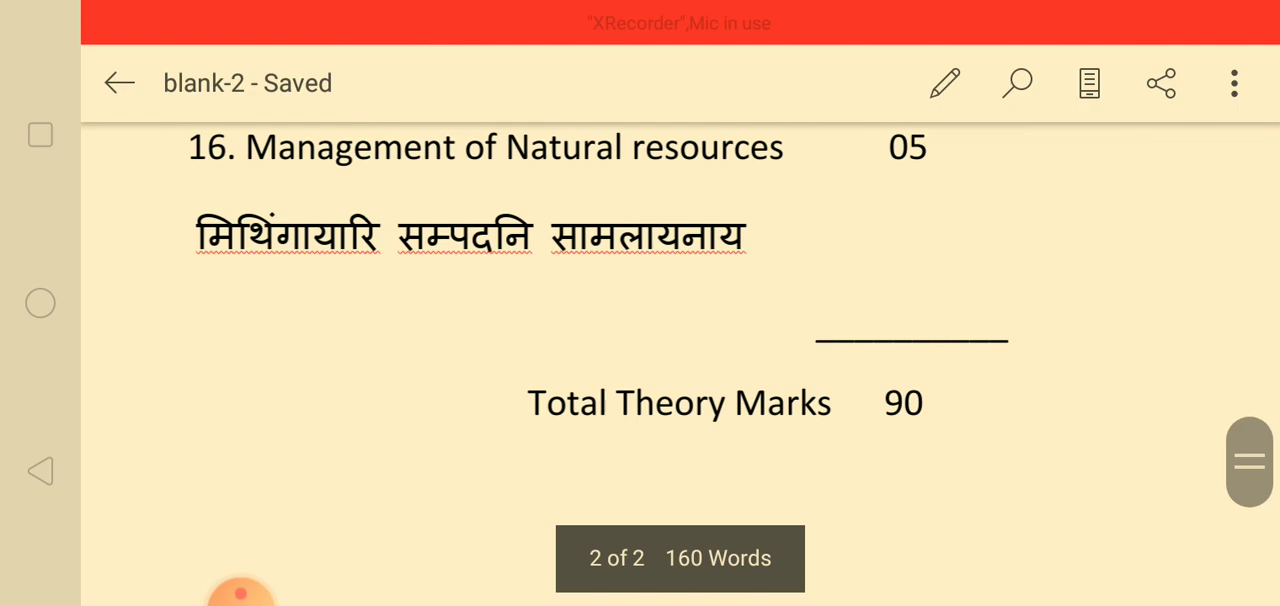 "XRecorder",Mic in use
blank-2 - Saved
16. Management of Natural resources 05
मिथिंगायारि सम्पदनि सामलायनाय
Total Theory Marks 90
2 of 2 160 Words